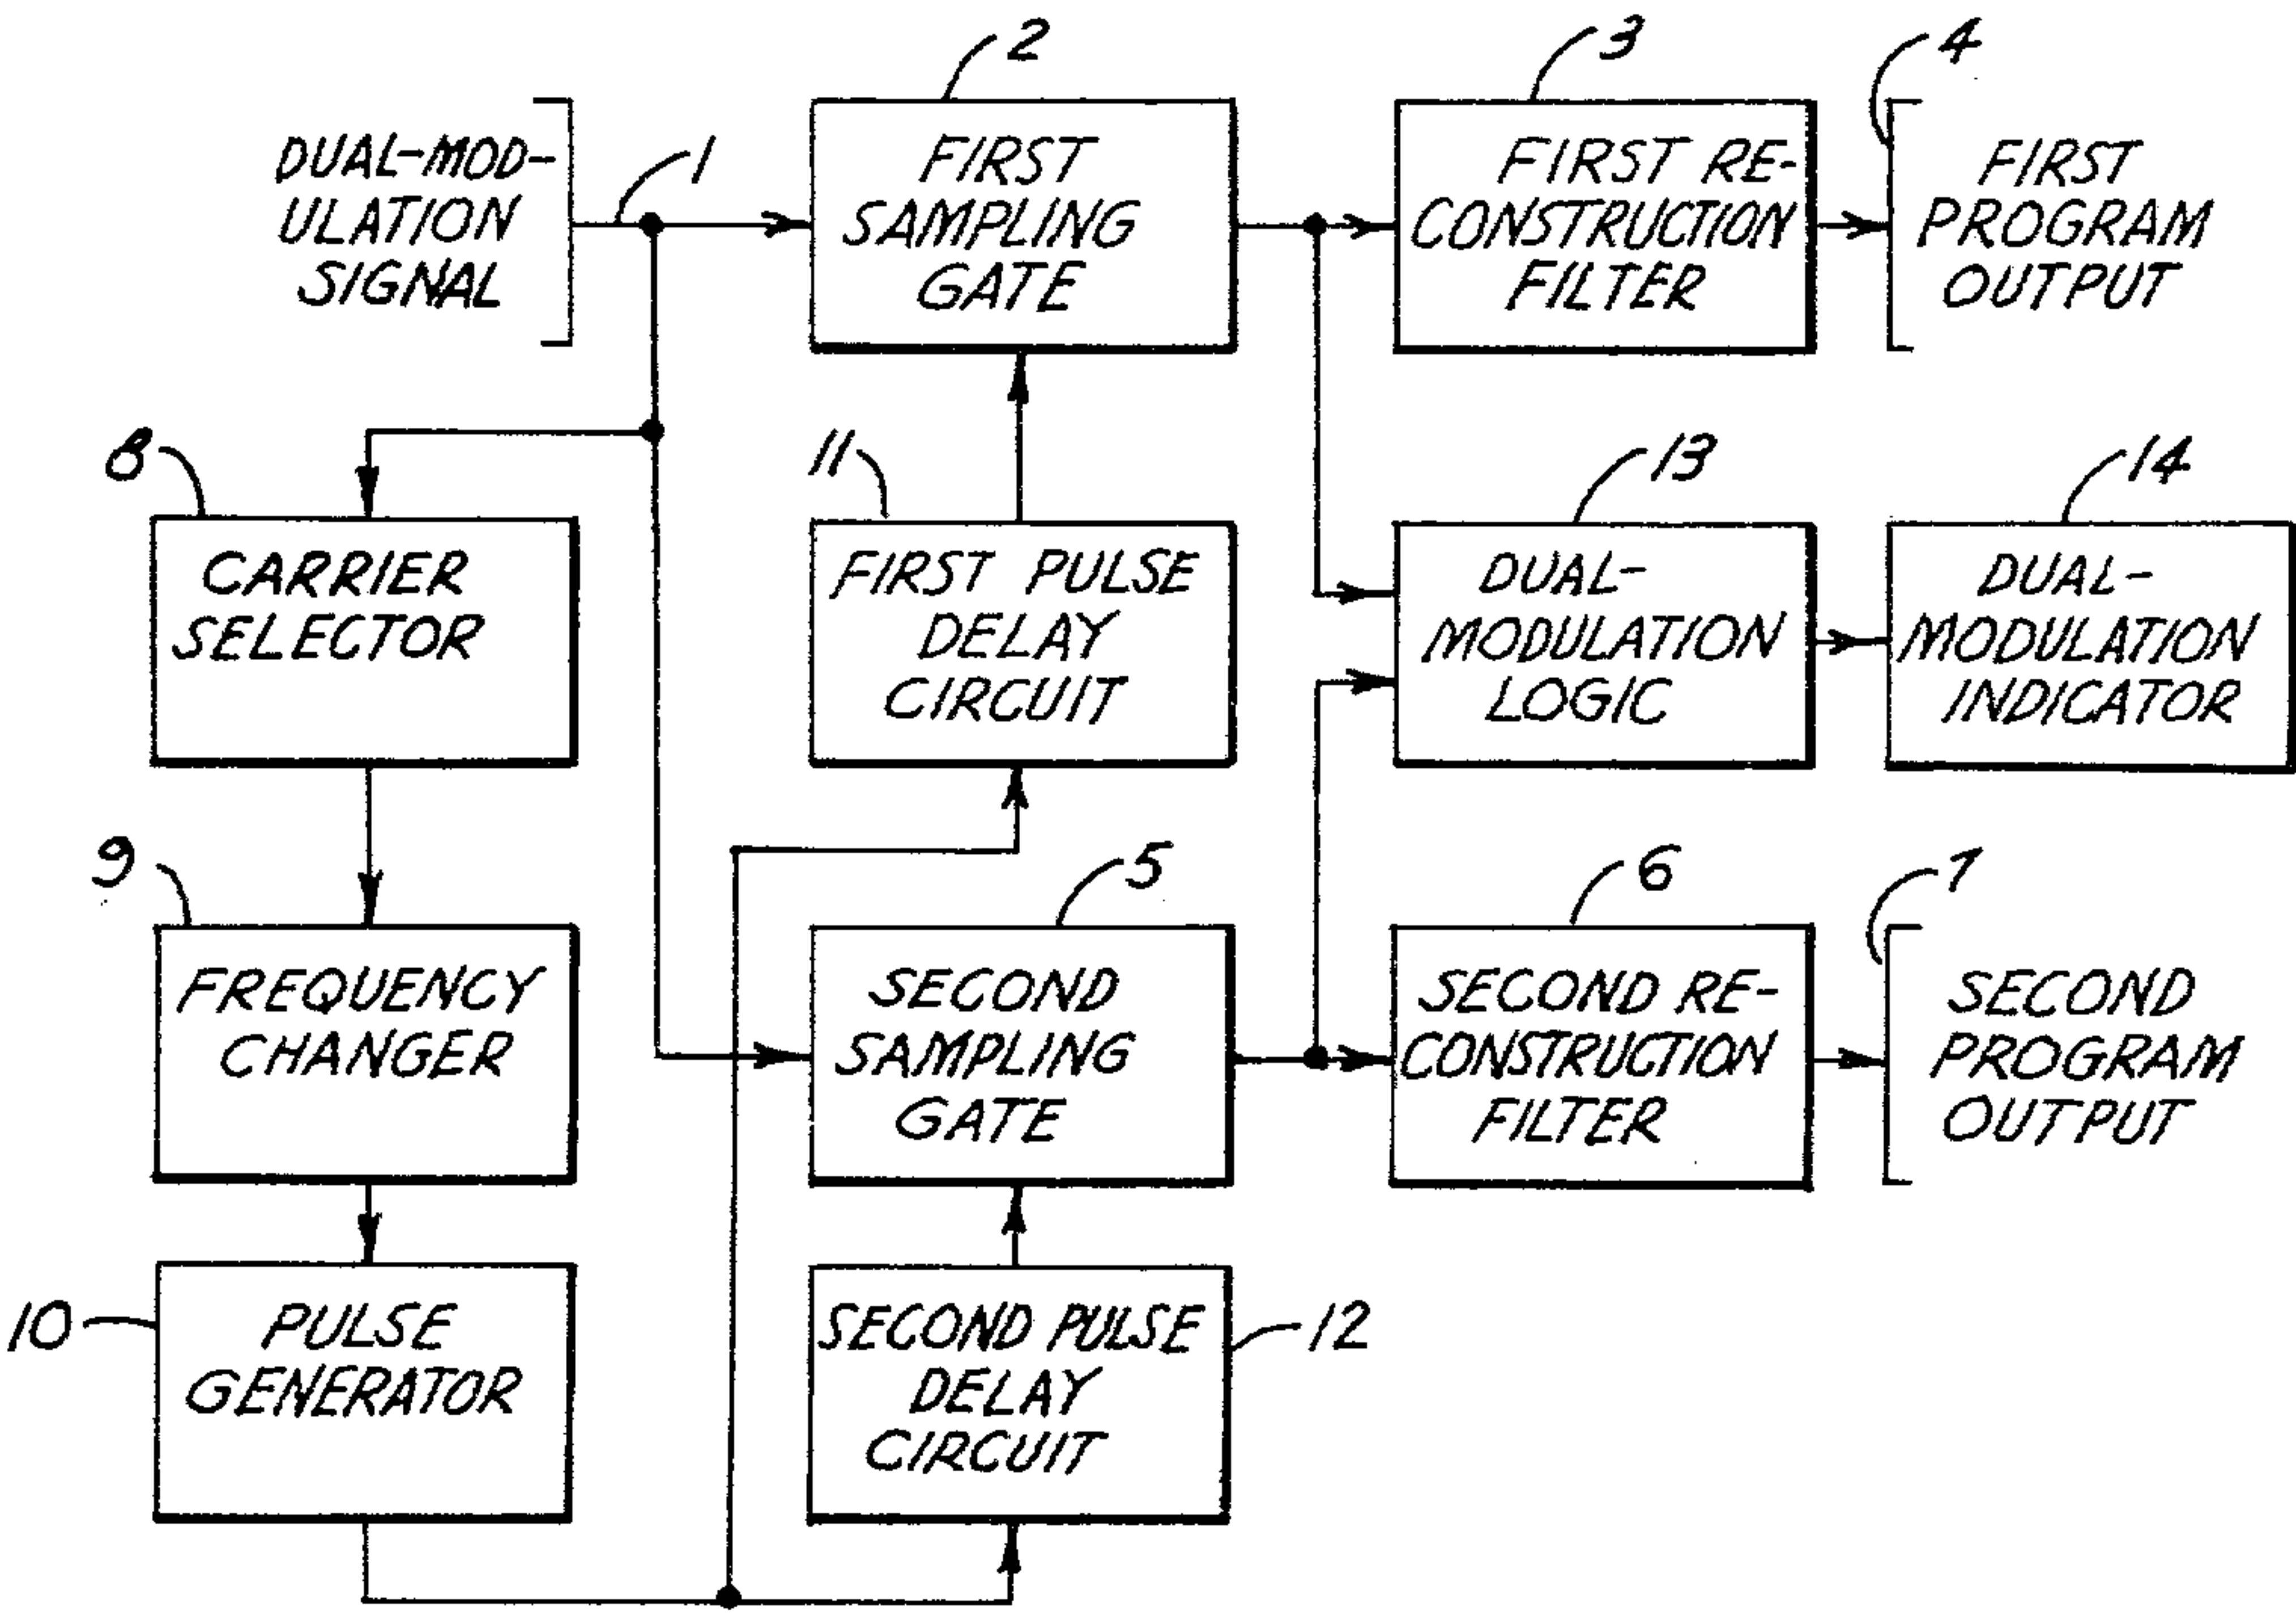 2
3
4
1
DUAL-MOD-
ULATION
SIGNAL
FIRST
SAMPLING
GATE
FIRST RE-
CONSTRUCTION
FILTER
FIRST
PROGRAM
OUTPUT
8
11
13
14
CARRIER
SELECTOR
FIRST PULSE
DELAY
CIRCUIT
DUAL-
MODULATION
LOGIC
DUAL-
MODULATION
INDICATOR
9
5
6
7
FREQUENCY
CHANGER
SECOND
SAMPLING
GATE
SECOND RE-
CONSTRUCTION
FILTER
SECOND
PROGRAM
OUTPUT
10
PULSE
GENERATOR
SECOND PULSE
DELAY
CIRCUIT
12